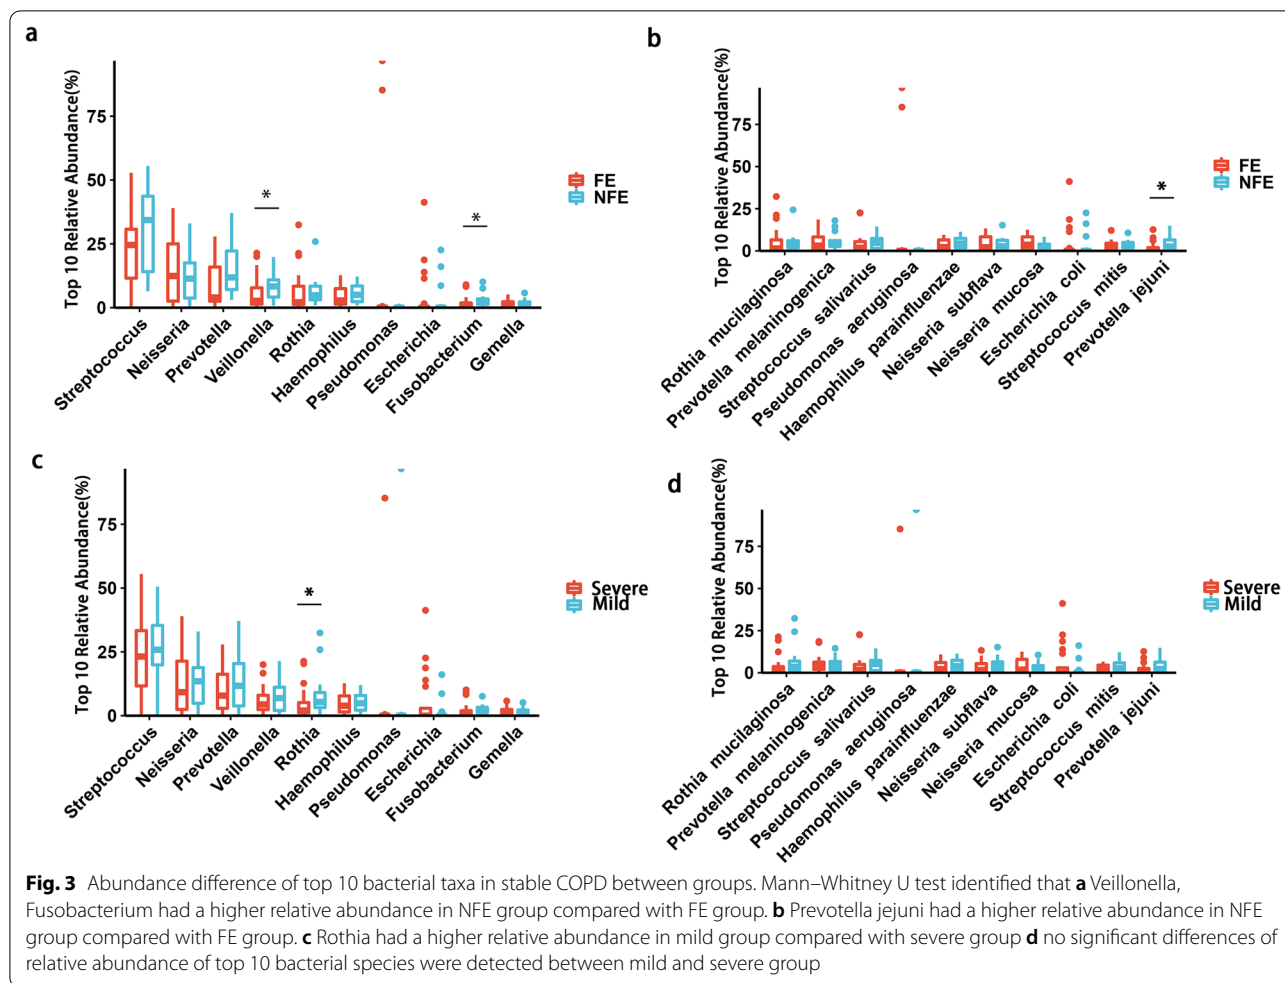 a
Top 10 Relative Abundance(%)
75
50
25
0
*
*
FE
NFE
Streptococcus
Neisseria
Prevotella
Veillonella
Rothia
Haemophilus
Pseudomonas
Escherichia
Fusobacterium
Gemella
b
Top 10 Relative Abundance(%)
75
50
25
0
*
FE
NFE
Rothia mucilaginosa
Prevotella melaninogenica
Streptococcus salivarius
Pseudomonas aeruginosa
Haemophilus parainfluenzae
Neisseria subflava
Neisseria mucosa
Escherichia coli
Streptococcus mitis
Prevotella jejuni
c
Top 10 Relative Abundance(%)
75
50
25
0
*
Severe
Mild
Streptococcus
Neisseria
Prevotella
Veillonella
Rothia
Haemophilus
Pseudomonas
Escherichia
Fusobacterium
Gemella
d
Top 10 Relative Abundance(%)
75
50
25
0
Severe
Mild
Rothia mucilaginosa
Prevotella melaninogenica
Streptococcus salivarius
Pseudomonas aeruginosa
Haemophilus parainfluenzae
Neisseria subflava
Neisseria mucosa
Escherichia coli
Streptococcus mitis
Prevotella jejuni
Fig. 3 Abundance difference of top 10 bacterial taxa in stable COPD between groups. Mann–Whitney U test identified that a Veillonella,
Fusobacterium had a higher relative abundance in NFE group compared with FE group. b Prevotella jejuni had a higher relative abundance in NFE
group compared with FE group. c Rothia had a higher relative abundance in mild group compared with severe group d no significant differences of
relative abundance of top 10 bacterial species were detected between mild and severe group